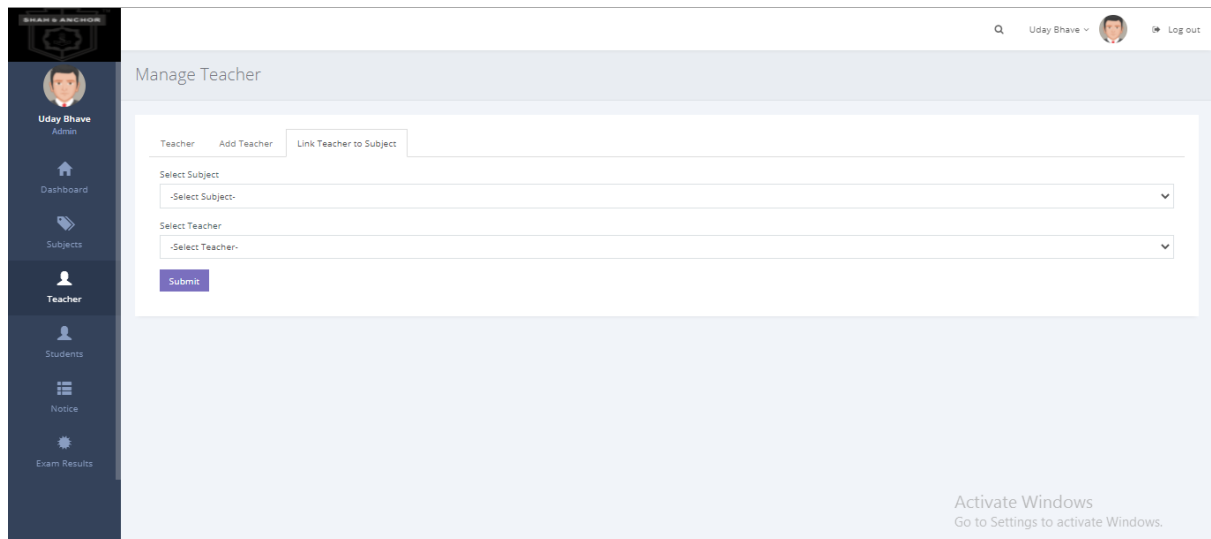 SHAH & ANCHOR
Uday Bhave
Log out
Uday Bhave
Admin
Dashboard
Subjects
Teacher
Students
Notice
Exam Results
Manage Teacher
Teacher
Add Teacher
Link Teacher to Subject
Select Subject
-Select Subject-
Select Teacher
-Select Teacher-
Submit
Activate Windows
Go to Settings to activate Windows.